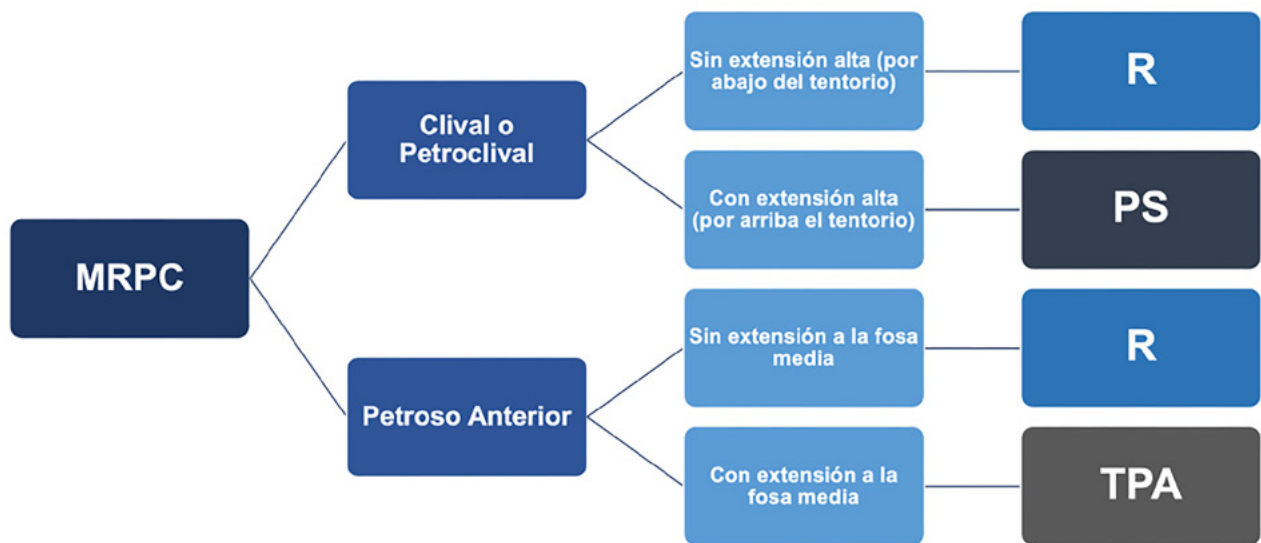 MRPC
Clival o
Petroclival
Sin extensión alta (por
abajo del tentorio)
R
Con extensión alta
(por arriba el tentorio)
PS
Petroso Anterior
Sin extensión a la fosa
media
R
Con extensión a la
fosa media
TPA